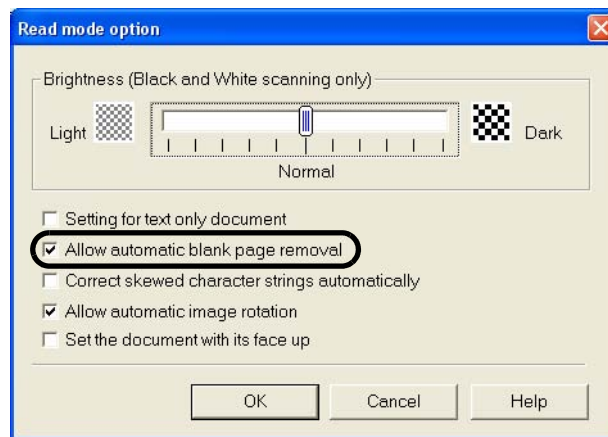 Read mode option
Brightness (Black and White scanning only)
Light Dark
Normal
Setting for text only document
Allow automatic blank page removal
Correct skewed character strings automatically
Allow automatic image rotation
Set the document with its face up
OK Cancel Help